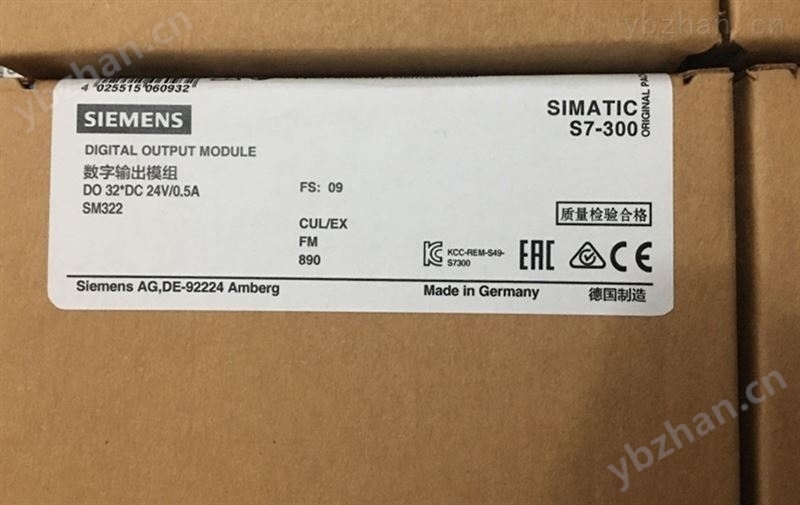 4 025515 060932
SIEMENS
SIMATIC
S7-300
ORIGINAL
DIGITAL OUTPUT MODULE
数字输出模组
DO 32*DC 24V/0.5A
SM322
FS: 09
CUL/EX
FM
890
质量检验合格
KCC-REM-S49-
S7300
EAC
CE
Siemens AG,DE-92224 Amberg
Made in Germany
德国制造
ybzhan.cn
ybzhan.cn
ybzhan.cn